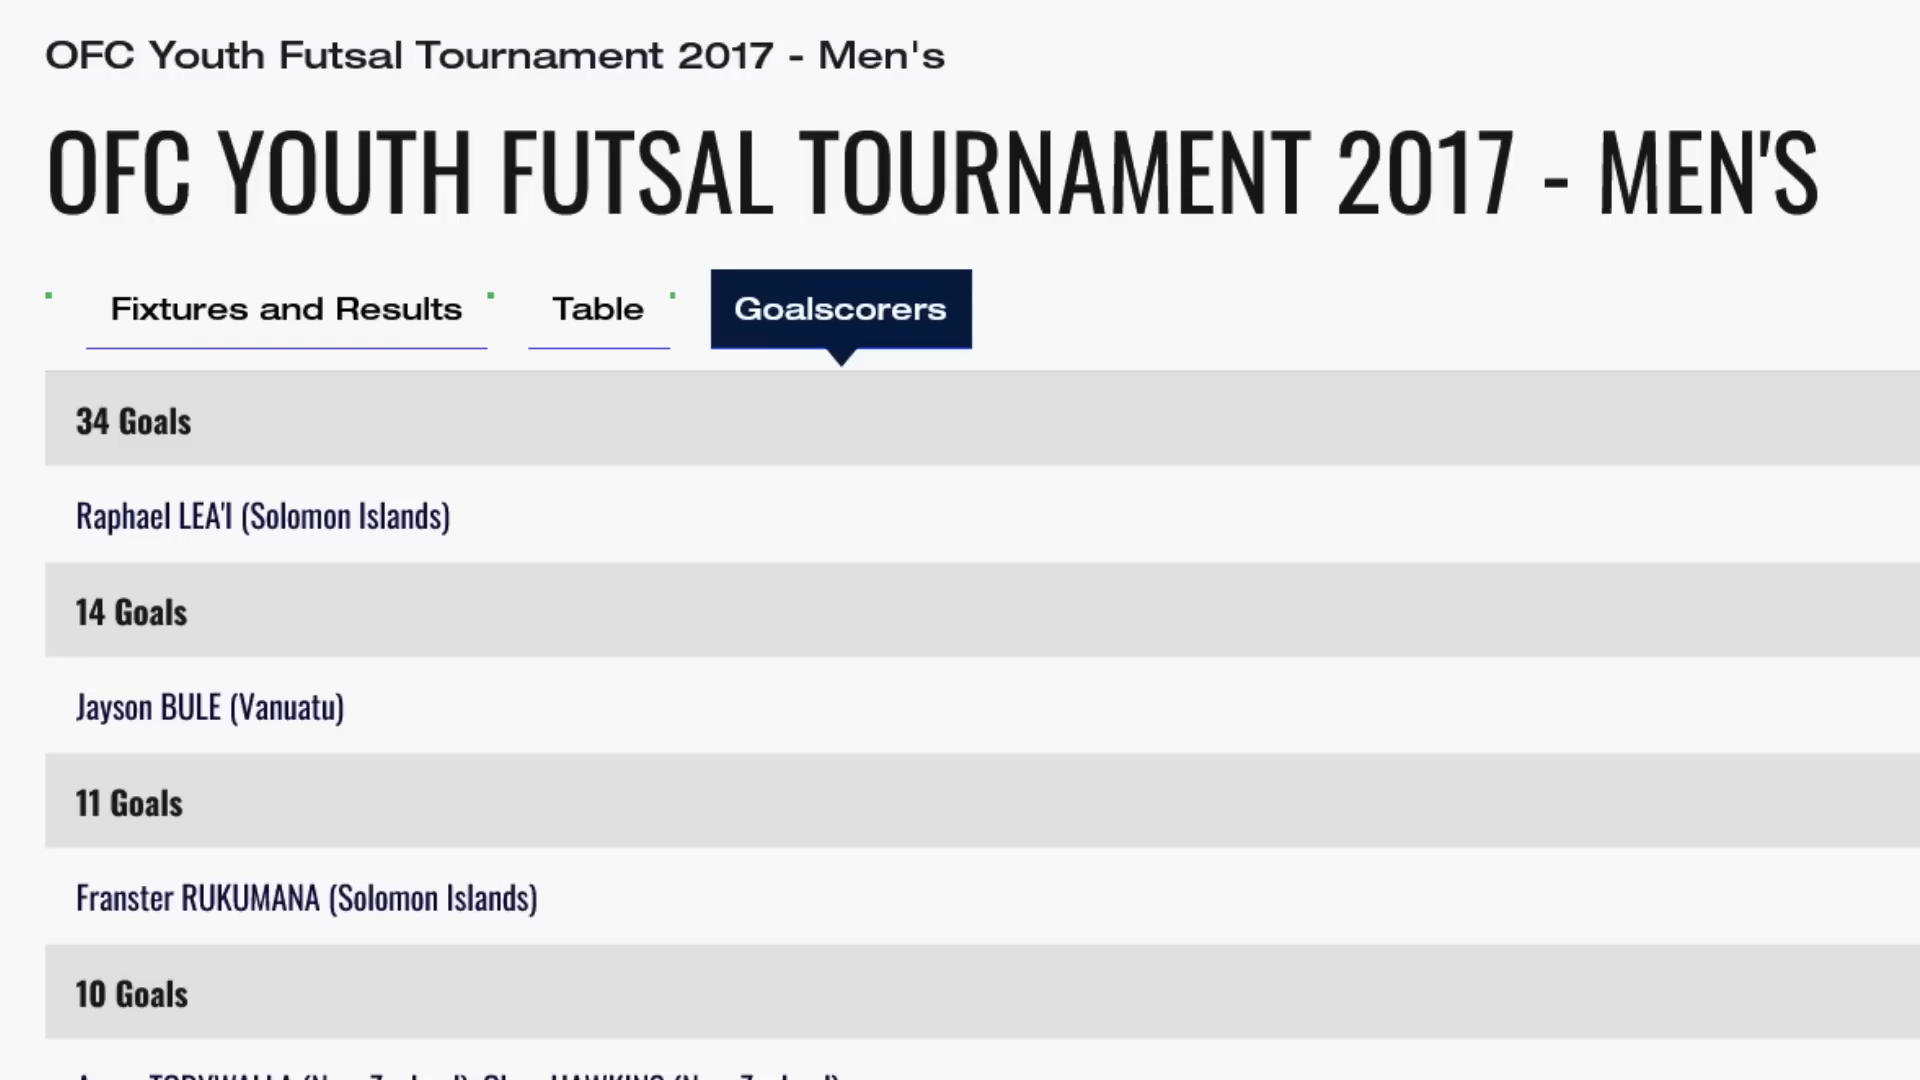 OFC Youth Futsal Tournament 2017 - Men's
OFC YOUTH FUTSAL TOURNAMENT 2017 - MEN'S
Fixtures and Results Table Goalscorers
34 Goals
Raphael LEA'I (Solomon Islands)
14 Goals
Jayson BULE (Vanuatu)
11 Goals
Franster RUKUMANA (Solomon Islands)
10 Goals